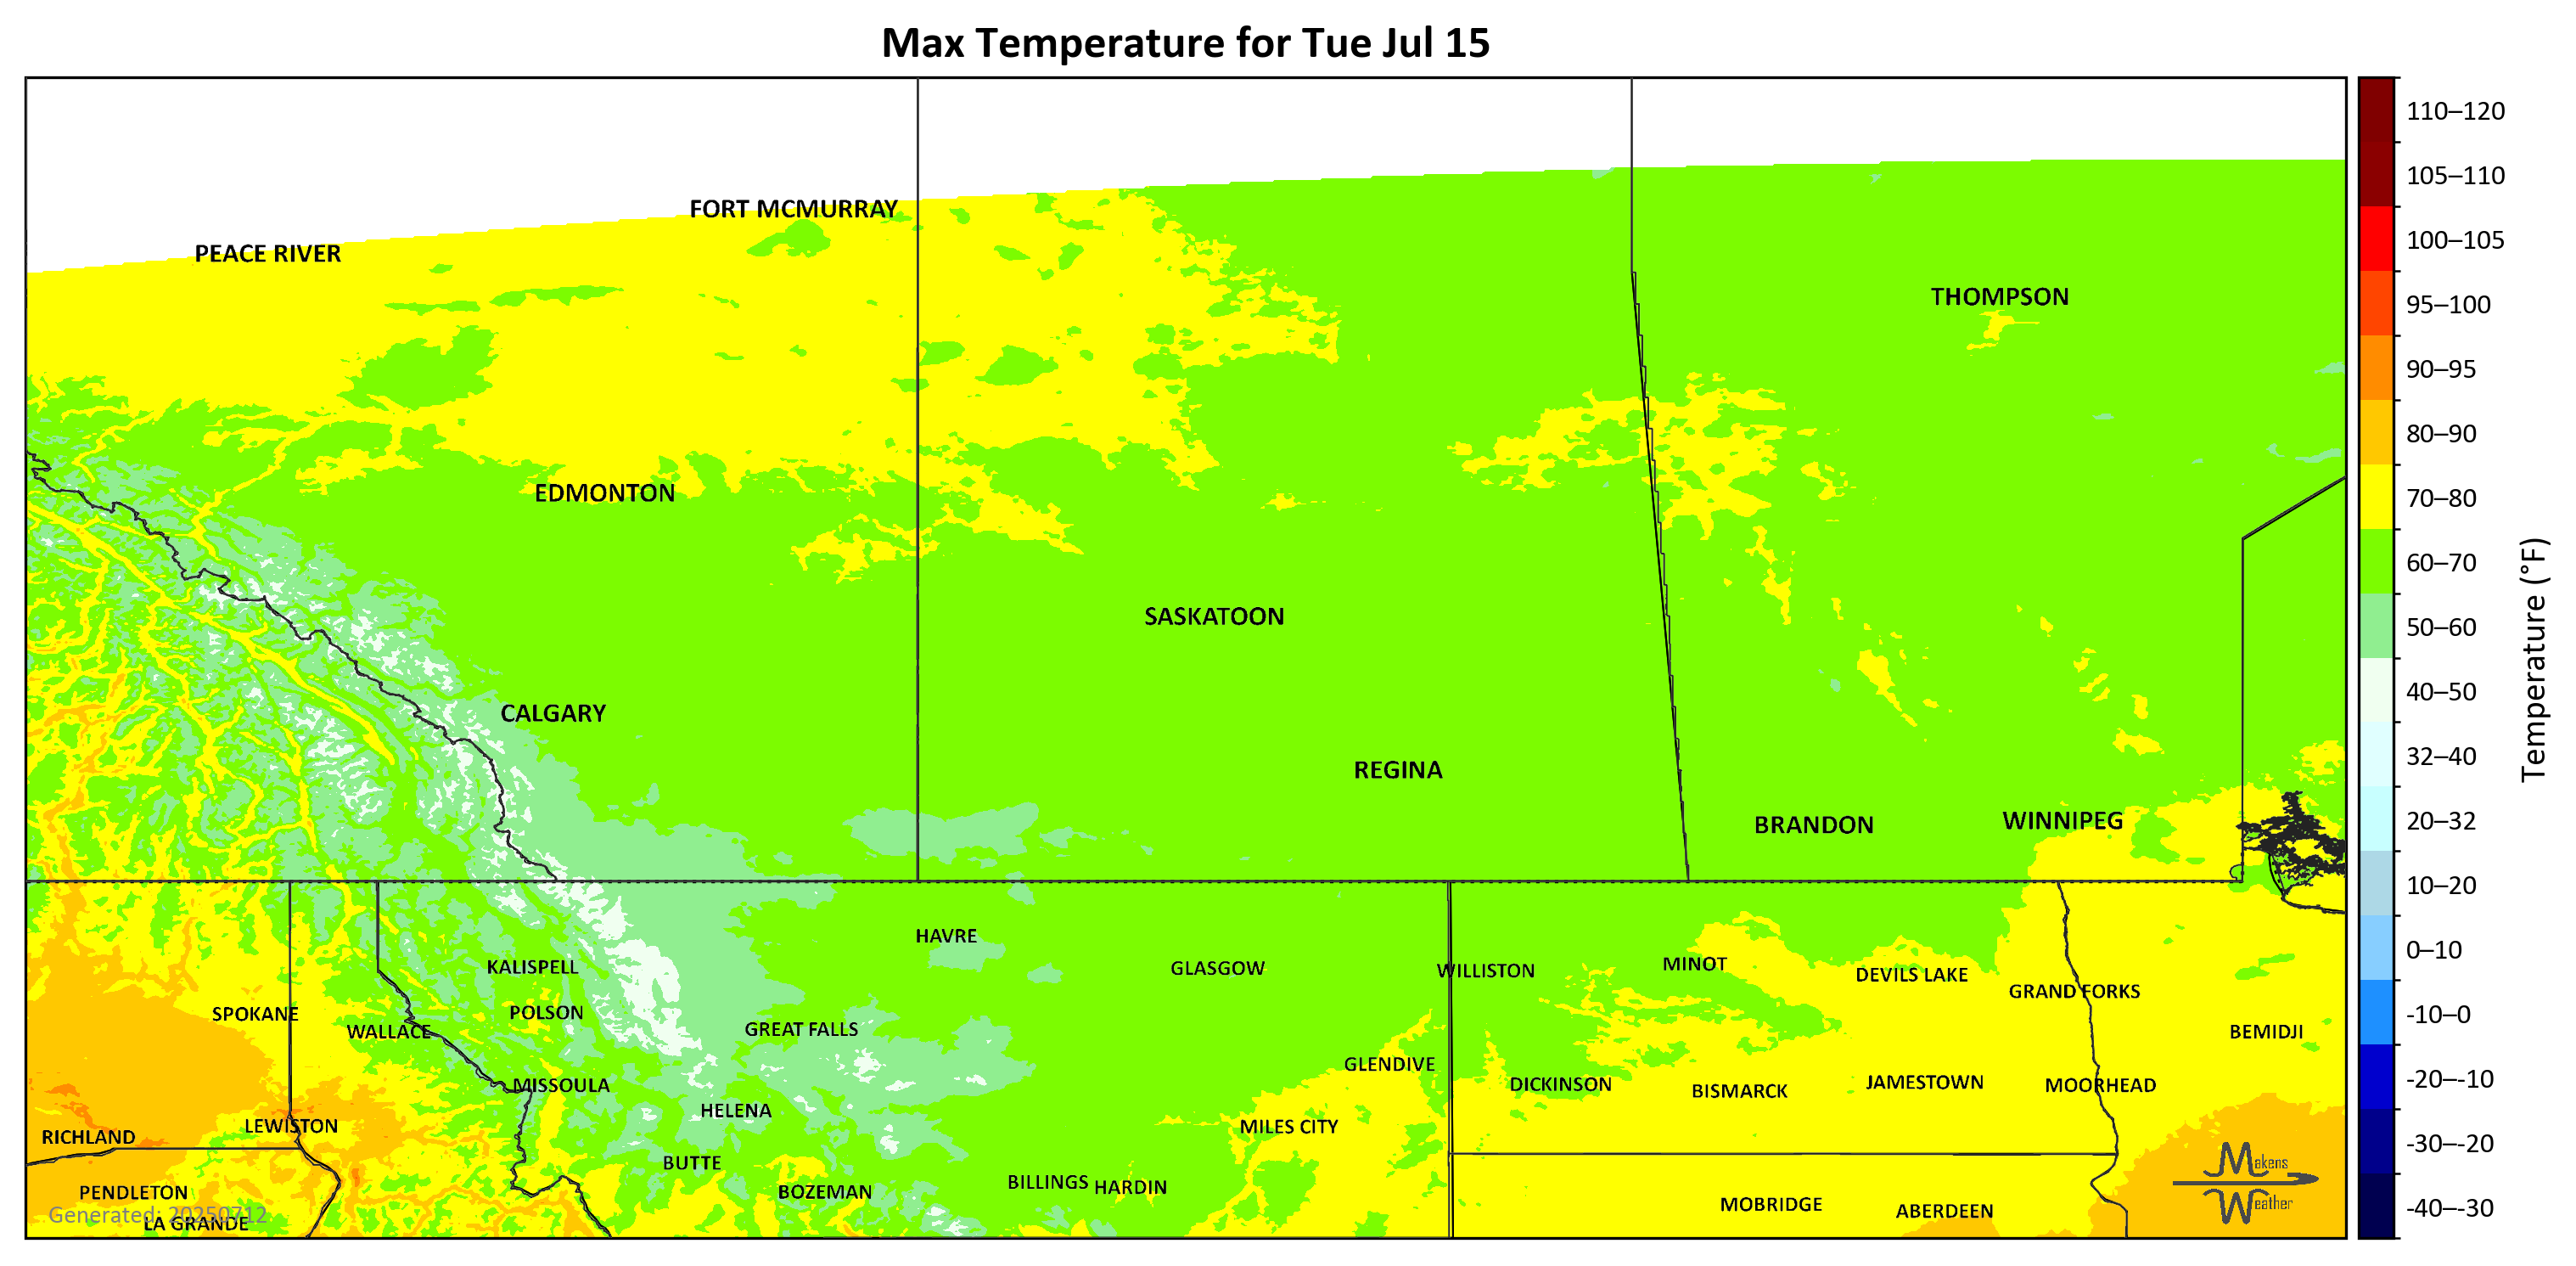 Max Temperature for Tue Jul 15
110–120
105–110
FORT MCMURRAY
100–105
PEACE RIVER
THOMPSON
95–100
90–95
80–90
EDMONTON
70–80
60–70
SASKATOON
50–60
Temperature (°F)
40–50
CALGARY
32–40
REGINA
WINNIPEG
20–32
BRANDON
10–20
HAVRE
0–10
MINOT
KALISPELL
GLASGOW
WILLISTON
DEVILS LAKE
GRAND FORKS
POLSON
SPOKANE
-10–0
GREAT FALLS
WALLACE
BEMIDJI
GLENDIVE
-20–-10
DICKINSON
JAMESTOWN
MISSOULA
MOORHEAD
BISMARCK
HELENA
LEWISTON
MILES CITY
RICHLAND
-30–-20
BUTTE
Makens
Weather
BILLINGS
HARDIN
PENDLETON
BOZEMAN
MOBRIDGE
-40–-30
ABERDEEN
Generated: 20250712
LA GRANDE